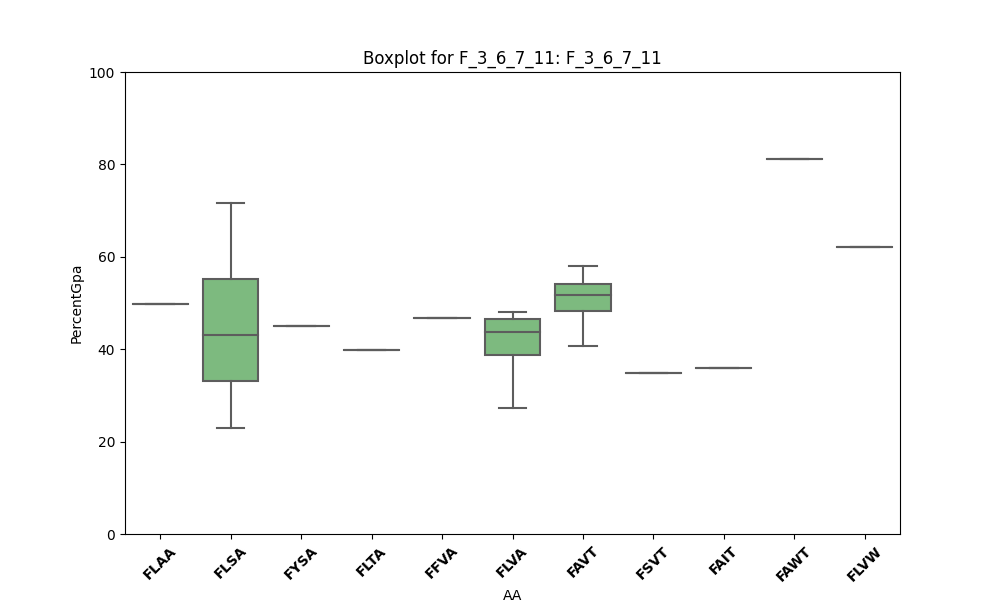 Boxplot for F_3_6_7_11: F_3_6_7_11
PercentGpa
100
80
60
40
20
0
FLAA
FLSA
FYSA
FLTA
FFVA
FLVA
FAVT
FSVT
FAIT
FAWT
FLVW
AA